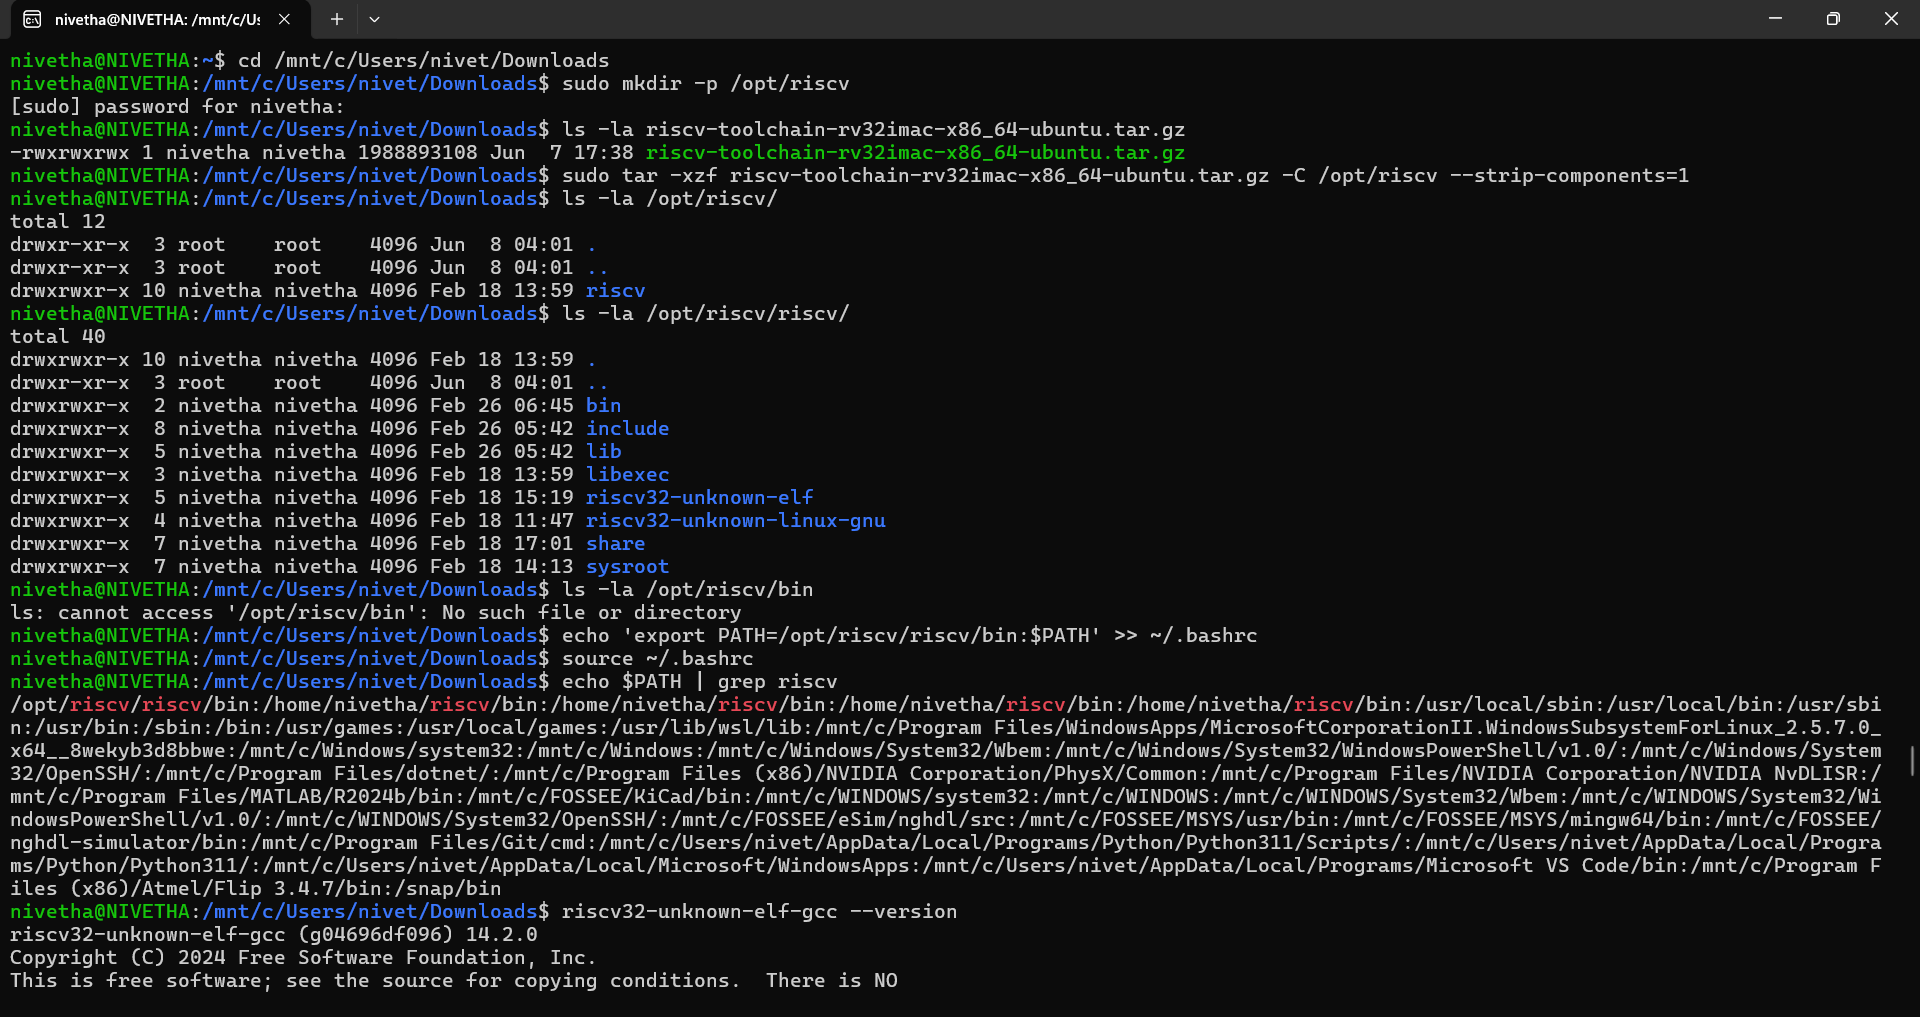 nivetha@NIVETHA: /mnt/c/Us
nivetha@NIVETHA:~$ cd /mnt/c/Users/nivet/Downloads
nivetha@NIVETHA:/mnt/c/Users/nivet/Downloads$ sudo mkdir -p /opt/riscv
[sudo] password for nivetha:
nivetha@NIVETHA:/mnt/c/Users/nivet/Downloads$ ls -la riscv-toolchain-rv32imac-x86_64-ubuntu.tar.gz
-rwxrwxrwx 1 nivetha nivetha 1988893108 Jun  7 17:38 riscv-toolchain-rv32imac-x86_64-ubuntu.tar.gz
nivetha@NIVETHA:/mnt/c/Users/nivet/Downloads$ sudo tar -xzf riscv-toolchain-rv32imac-x86_64-ubuntu.tar.gz -C /opt/riscv --strip-components=1
nivetha@NIVETHA:/mnt/c/Users/nivet/Downloads$ ls -la /opt/riscv/
total 12
drwxr-xr-x  3 root    root    4096 Jun  8 04:01 .
drwxr-xr-x  3 root    root    4096 Jun  8 04:01 ..
drwxrwxr-x 10 nivetha nivetha 4096 Feb 18 13:59 riscv
nivetha@NIVETHA:/mnt/c/Users/nivet/Downloads$ ls -la /opt/riscv/riscv/
total 40
drwxrwxr-x 10 nivetha nivetha 4096 Feb 18 13:59 .
drwxr-xr-x  3 root    root    4096 Jun  8 04:01 ..
drwxrwxr-x  2 nivetha nivetha 4096 Feb 26 06:45 bin
drwxrwxr-x  8 nivetha nivetha 4096 Feb 26 05:42 include
drwxrwxr-x  5 nivetha nivetha 4096 Feb 26 05:42 lib
drwxrwxr-x  3 nivetha nivetha 4096 Feb 18 13:59 libexec
drwxrwxr-x  5 nivetha nivetha 4096 Feb 18 15:19 riscv32-unknown-elf
drwxrwxr-x  4 nivetha nivetha 4096 Feb 18 11:47 riscv32-unknown-linux-gnu
drwxrwxr-x  7 nivetha nivetha 4096 Feb 18 17:01 share
drwxrwxr-x  7 nivetha nivetha 4096 Feb 18 14:13 sysroot
nivetha@NIVETHA:/mnt/c/Users/nivet/Downloads$ ls -la /opt/riscv/bin
ls: cannot access '/opt/riscv/bin': No such file or directory
nivetha@NIVETHA:/mnt/c/Users/nivet/Downloads$ echo 'export PATH=/opt/riscv/riscv/bin:$PATH' >> ~/.bashrc
nivetha@NIVETHA:/mnt/c/Users/nivet/Downloads$ source ~/.bashrc
nivetha@NIVETHA:/mnt/c/Users/nivet/Downloads$ echo $PATH | grep riscv
/opt/riscv/riscv/bin:/home/nivetha/riscv/bin:/home/nivetha/riscv/bin:/home/nivetha/riscv/bin:/home/nivetha/riscv/bin:/usr/local/sbin:/usr/local/bin:/usr/sbi
n:/usr/bin:/sbin:/bin:/usr/games:/usr/local/games:/usr/lib/wsl/lib:/mnt/c/Program Files/WindowsApps/MicrosoftCorporationII.WindowsSubsystemForLinux_2.5.7.0_
x64__8wekyb3d8bbwe:/mnt/c/Windows/system32:/mnt/c/Windows:/mnt/c/Windows/System32/Wbem:/mnt/c/Windows/System32/WindowsPowerShell/v1.0/:/mnt/c/Windows/System
32/OpenSSH/:/mnt/c/Program Files/dotnet/:/mnt/c/Program Files (x86)/NVIDIA Corporation/PhysX/Common:/mnt/c/Program Files/NVIDIA Corporation/NVIDIA NvDLISR:/
mnt/c/Program Files/MATLAB/R2024b/bin:/mnt/c/FOSSEE/KiCad/bin:/mnt/c/WINDOWS/system32:/mnt/c/WINDOWS:/mnt/c/WINDOWS/System32/Wbem:/mnt/c/WINDOWS/System32/Wi
ndowsPowerShell/v1.0/:/mnt/c/WINDOWS/System32/OpenSSH/:/mnt/c/FOSSEE/eSim/nghdl/src:/mnt/c/FOSSEE/MSYS/usr/bin:/mnt/c/FOSSEE/MSYS/mingw64/bin:/mnt/c/FOSSEE/
nghdl-simulator/bin:/mnt/c/Program Files/Git/cmd:/mnt/c/Users/nivet/AppData/Local/Programs/Python/Python311/Scripts/:/mnt/c/Users/nivet/AppData/Local/Progra
ms/Python/Python311/:/mnt/c/Users/nivet/AppData/Local/Microsoft/WindowsApps:/mnt/c/Users/nivet/AppData/Local/Programs/Microsoft VS Code/bin:/mnt/c/Program F
iles (x86)/Atmel/Flip 3.4.7/bin:/snap/bin
nivetha@NIVETHA:/mnt/c/Users/nivet/Downloads$ riscv32-unknown-elf-gcc --version
riscv32-unknown-elf-gcc (g04696df096) 14.2.0
Copyright (C) 2024 Free Software Foundation, Inc.
This is free software; see the source for copying conditions.  There is NO